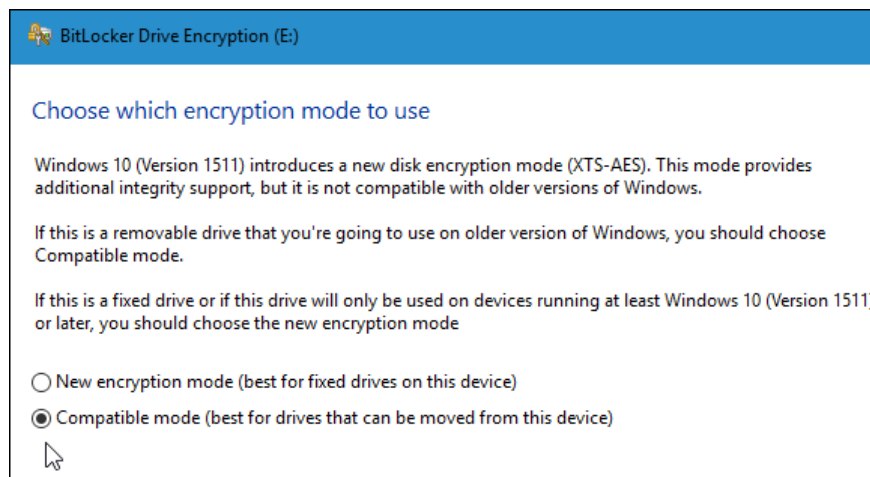 BitLocker Drive Encryption (E:)
Choose which encryption mode to use
Windows 10 (Version 1511) introduces a new disk encryption mode (XTS-AES). This mode provides
additional integrity support, but it is not compatible with older versions of Windows.
If this is a removable drive that you're going to use on older version of Windows, you should choose
Compatible mode.
If this is a fixed drive or if this drive will only be used on devices running at least Windows 10 (Version 1511)
or later, you should choose the new encryption mode
New encryption mode (best for fixed drives on this device)
Compatible mode (best for drives that can be moved from this device)